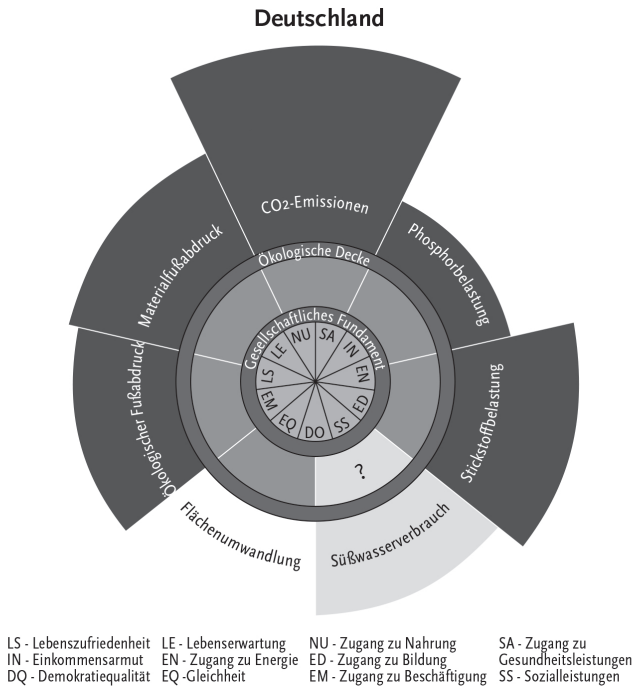 Deutschland
CO2-Emissionen
Ökologische Decke
Materialfußabdruck
Phosphorbelastung
Gesellschaftliches Fundament
NU
SA
LE
IN
LS
EN
EM
ED
EQ
SS
DO
Ökologischer Fußabdruck
Stickstoffbelastung
?
Flächenumwandlung
Süßwasserverbrauch
LS - Lebenszufriedenheit LE - Lebenserwartung NU - Zugang zu Nahrung SA - Zugang zu
IN - Einkommensarmut EN - Zugang zu Energie ED - Zugang zu Bildung Gesundheitsleistungen
DQ - Demokratiequalität EQ -Gleichheit EM - Zugang zu Beschäftigung SS - Sozialleistungen